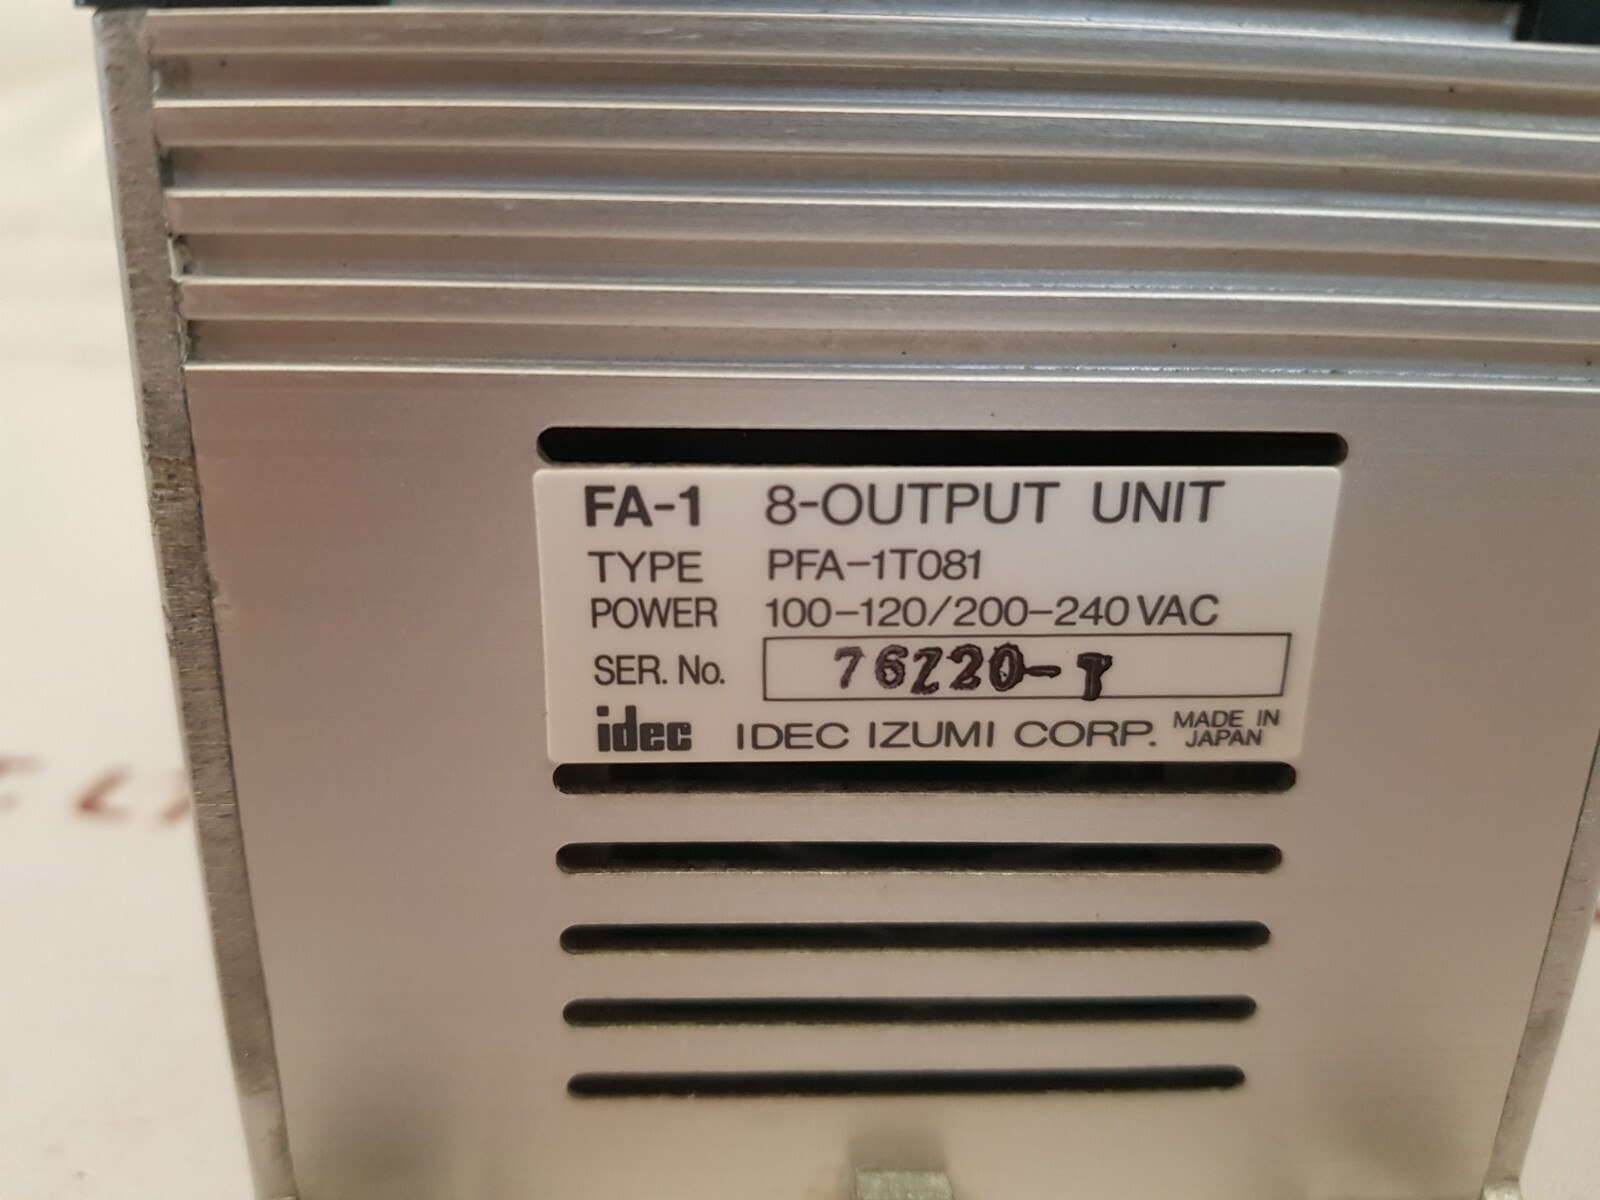 FA-1 8-OUTPUT UNIT
TYPE PFA-1T081
POWER 100-120/200-240 VAC
SER. No. 76Z20-T
idec IDEC IZUMI CORP. MADE IN JAPAN